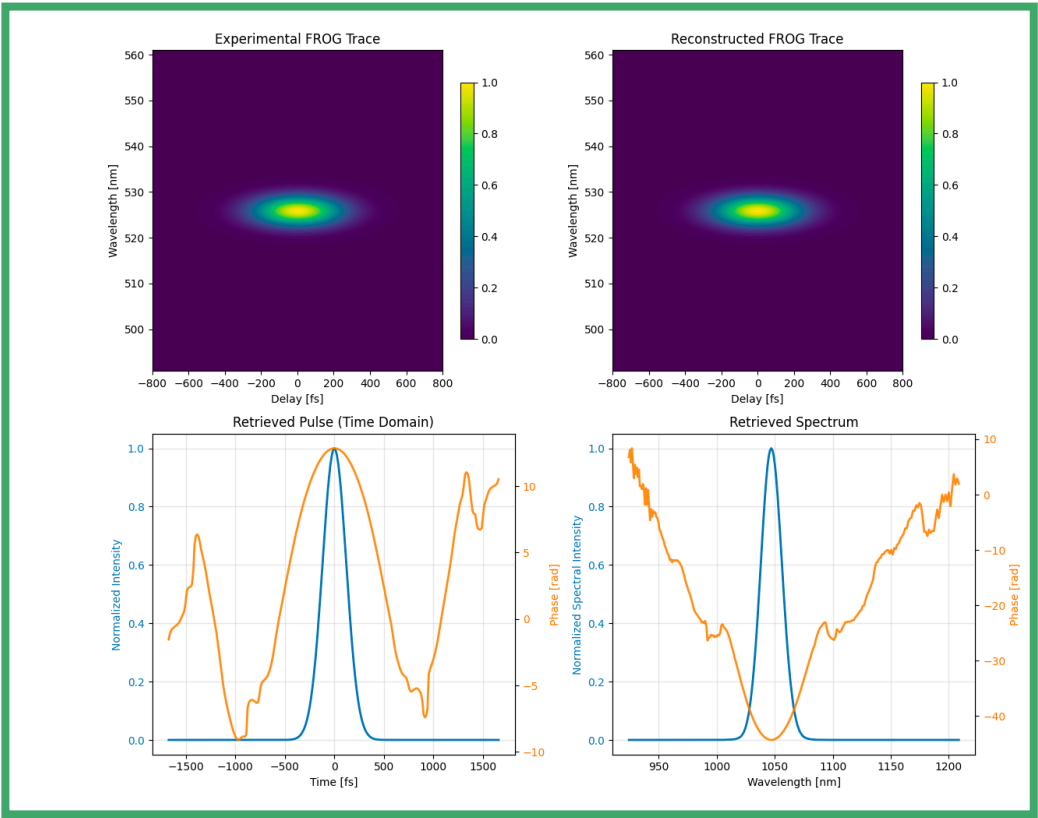 Experimental FROG Trace
Reconstructed FROG Trace
560
550
540
530
520
510
500
Wavelength [nm]
−800 −600 −400 −200 0 200 400 600 800
Delay [fs]
1.0
0.8
0.6
0.4
0.2
0.0
560
550
540
530
520
510
500
Wavelength [nm]
−800 −600 −400 −200 0 200 400 600 800
Delay [fs]
1.0
0.8
0.6
0.4
0.2
0.0
Retrieved Pulse (Time Domain)
1.0
0.8
0.6
0.4
0.2
0.0
Normalized Intensity
−1500 −1000 −500 0 500 1000 1500
Time [fs]
10
5
0
−5
−10
Phase [rad]
Retrieved Spectrum
1.0
0.8
0.6
0.4
0.2
0.0
Normalized Spectral Intensity
950 1000 1050 1100 1150 1200
Wavelength [nm]
10
0
−10
−20
−30
−40
Phase [rad]